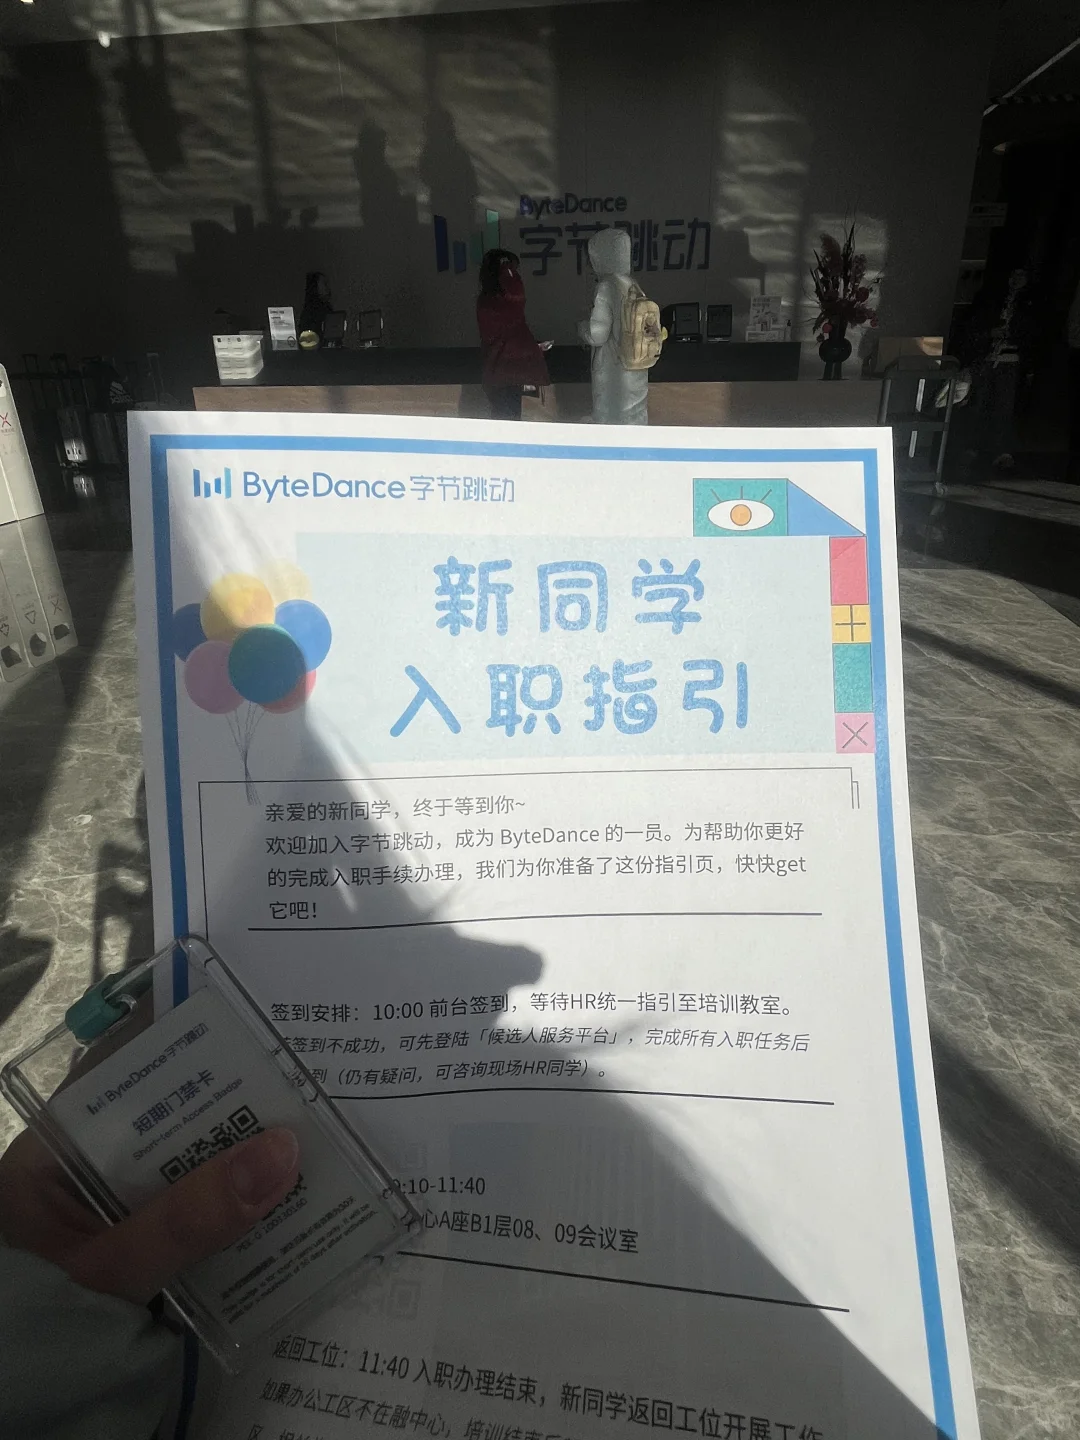 ByteDance
字节跳动
ByteDance字节跳动
新同学
入职指引
亲爱的新同学，终于等到你~
欢迎加入字节跳动，成为 ByteDance 的一员。为帮助你更好
的完成入职手续办理，我们为你准备了这份指引页，快快get
它吧！
签到安排：10:00 前台签到，等待HR统一指引至培训教室。
签到不成功，可先登陆「候选人服务平台」，完成所有入职任务后
到（仍有疑问，可咨询现场HR同学）。
:10-11:40
心A座B1层08、09会议室
返回工位：11:40 入职办理结束，新同学返回工位开展工作
如果办公工区不在融中心，培训结束后
ByteDance字节跳动
短期门禁卡
Short-term Access Badge